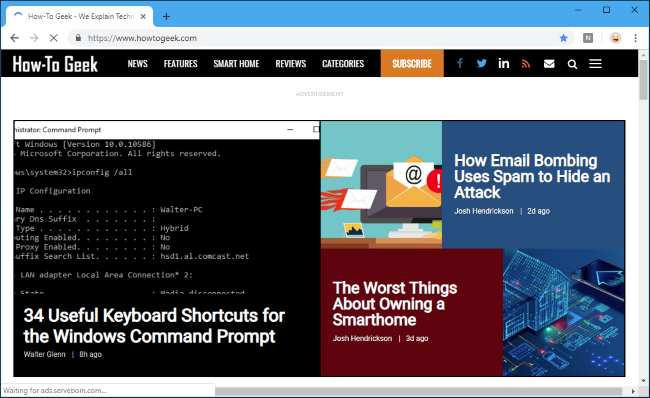 How-To Geek - We Explain Techn
https://www.howtogeek.com
N
How-To Geek
NEWS FEATURES SMART HOME REVIEWS CATEGORIES SUBSCRIBE
ADVERTISEMENT
ministrator: Command Prompt
t Windows [Version 10.0.10586]
Microsoft Corporation. All rights reserved.
ows\system32>ipconfig /all
IP Configuration
Name . . . . . . . . . . . . : Walter-PC
ry Dns Suffix . . . . . . . :
Type . . . . . . . . . . . . : Hybrid
uting Enabled. . . . . . . . : No
Proxy Enabled. . . . . . . . : No
uffix Search List. . . . . . : hsd1.al.comcast.net
LAN adapter Local Area Connection* 2:
State . . . . . . . . . . . : Media disconnected
34 Useful Keyboard Shortcuts for
the Windows Command Prompt
Walter Glenn | 8h ago
@
!
How Email Bombing
Uses Spam to Hide an
Attack
Josh Hendrickson | 2d ago
The Worst Things
About Owning a
Smarthome
Josh Hendrickson | 3d ago
Waiting for ads.servebom.com...